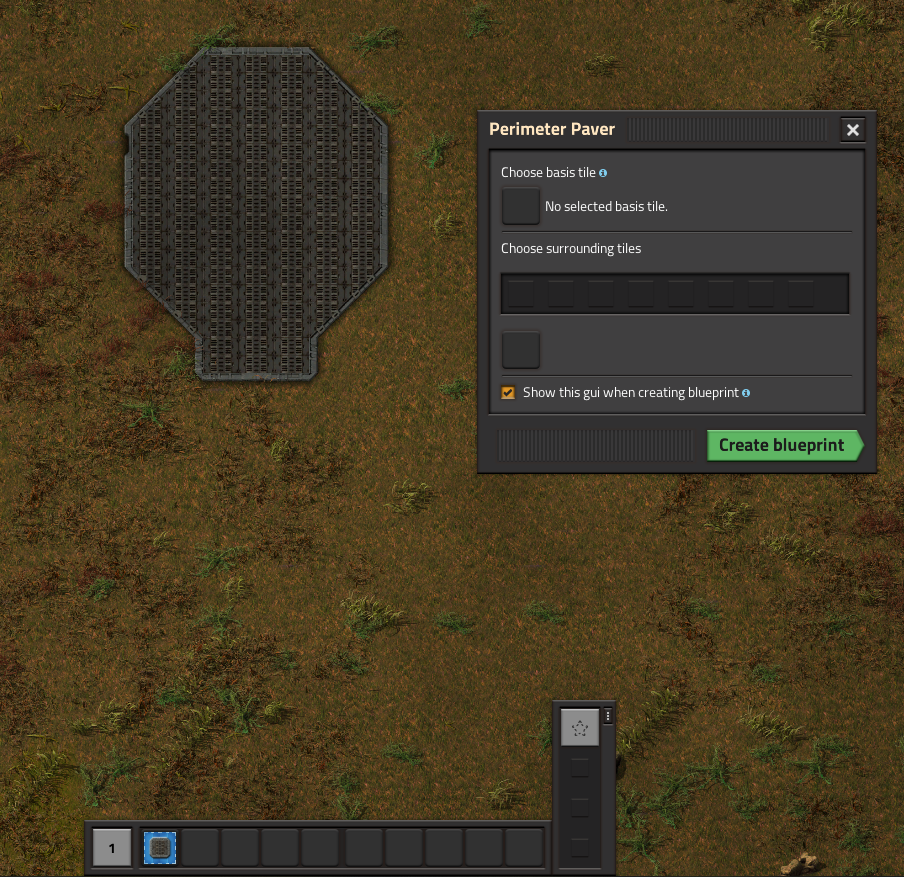 Perimeter Paver
Choose basis tile
No selected basis tile.
Choose surrounding tiles
Show this gui when creating blueprint
Create blueprint
1